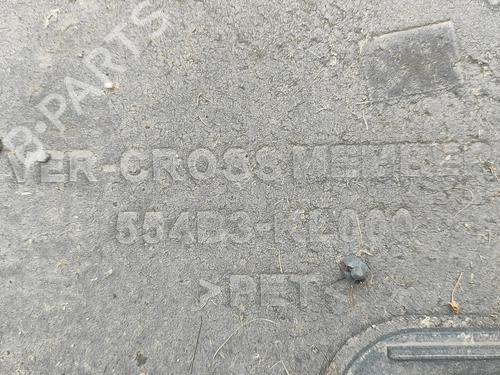 B-PARTS
VER-CROSS MEMBER
554B3-KL000
>PET<